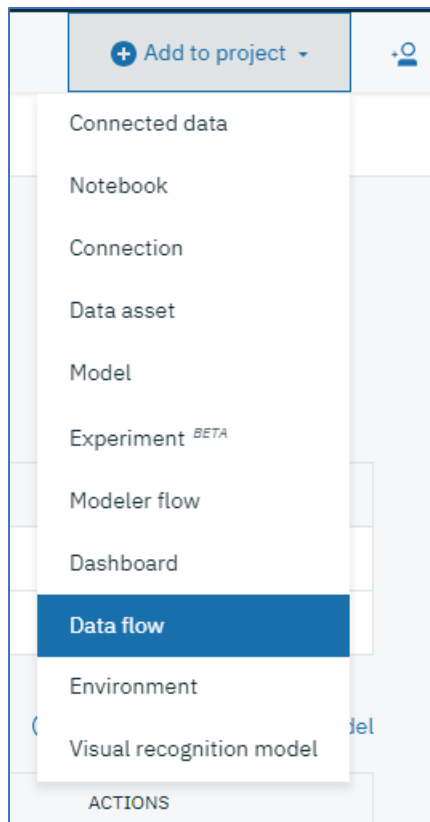 Add to project
Connected data
Notebook
Connection
Data asset
Model
Experiment BETA
Modeler flow
Dashboard
Data flow
Environment
Visual recognition model
ACTIONS